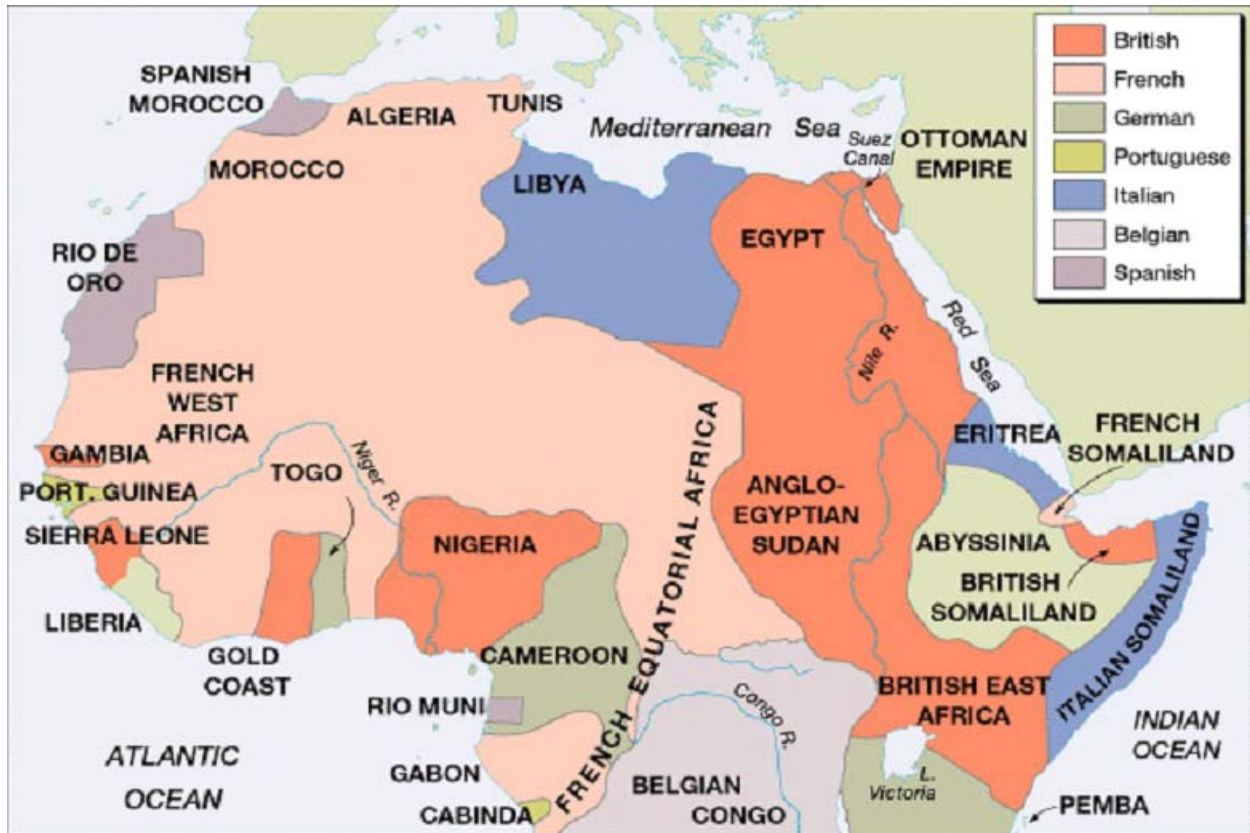 British
French
German
Portuguese
Italian
Belgian
Spanish
SPANISH
MOROCCO
ALGERIA
TUNIS
Mediterranean Sea
Suez
Canal
OTTOMAN
EMPIRE
MOROCCO
LIBYA
EGYPT
RIO DE
ORO
Red Sea
Nile R.
FRENCH
WEST
AFRICA
ERITREA
FRENCH
SOMALILAND
GAMBIA
TOGO
Niger R.
PORT. GUINEA
SIERRA LEONE
NIGERIA
ANGLO-
EGYPTIAN
SUDAN
ABYSSINIA
BRITISH
SOMALILAND
LIBERIA
GOLD
COAST
CAMEROON
FRENCH EQUATORIAL AFRICA
ITALIAN SOMALILAND
RIO MUNI
Congo R.
BRITISH EAST
AFRICA
INDIAN
OCEAN
ATLANTIC
OCEAN
GABON
CABINDA
BELGIAN
CONGO
L.
Victoria
PEMBA